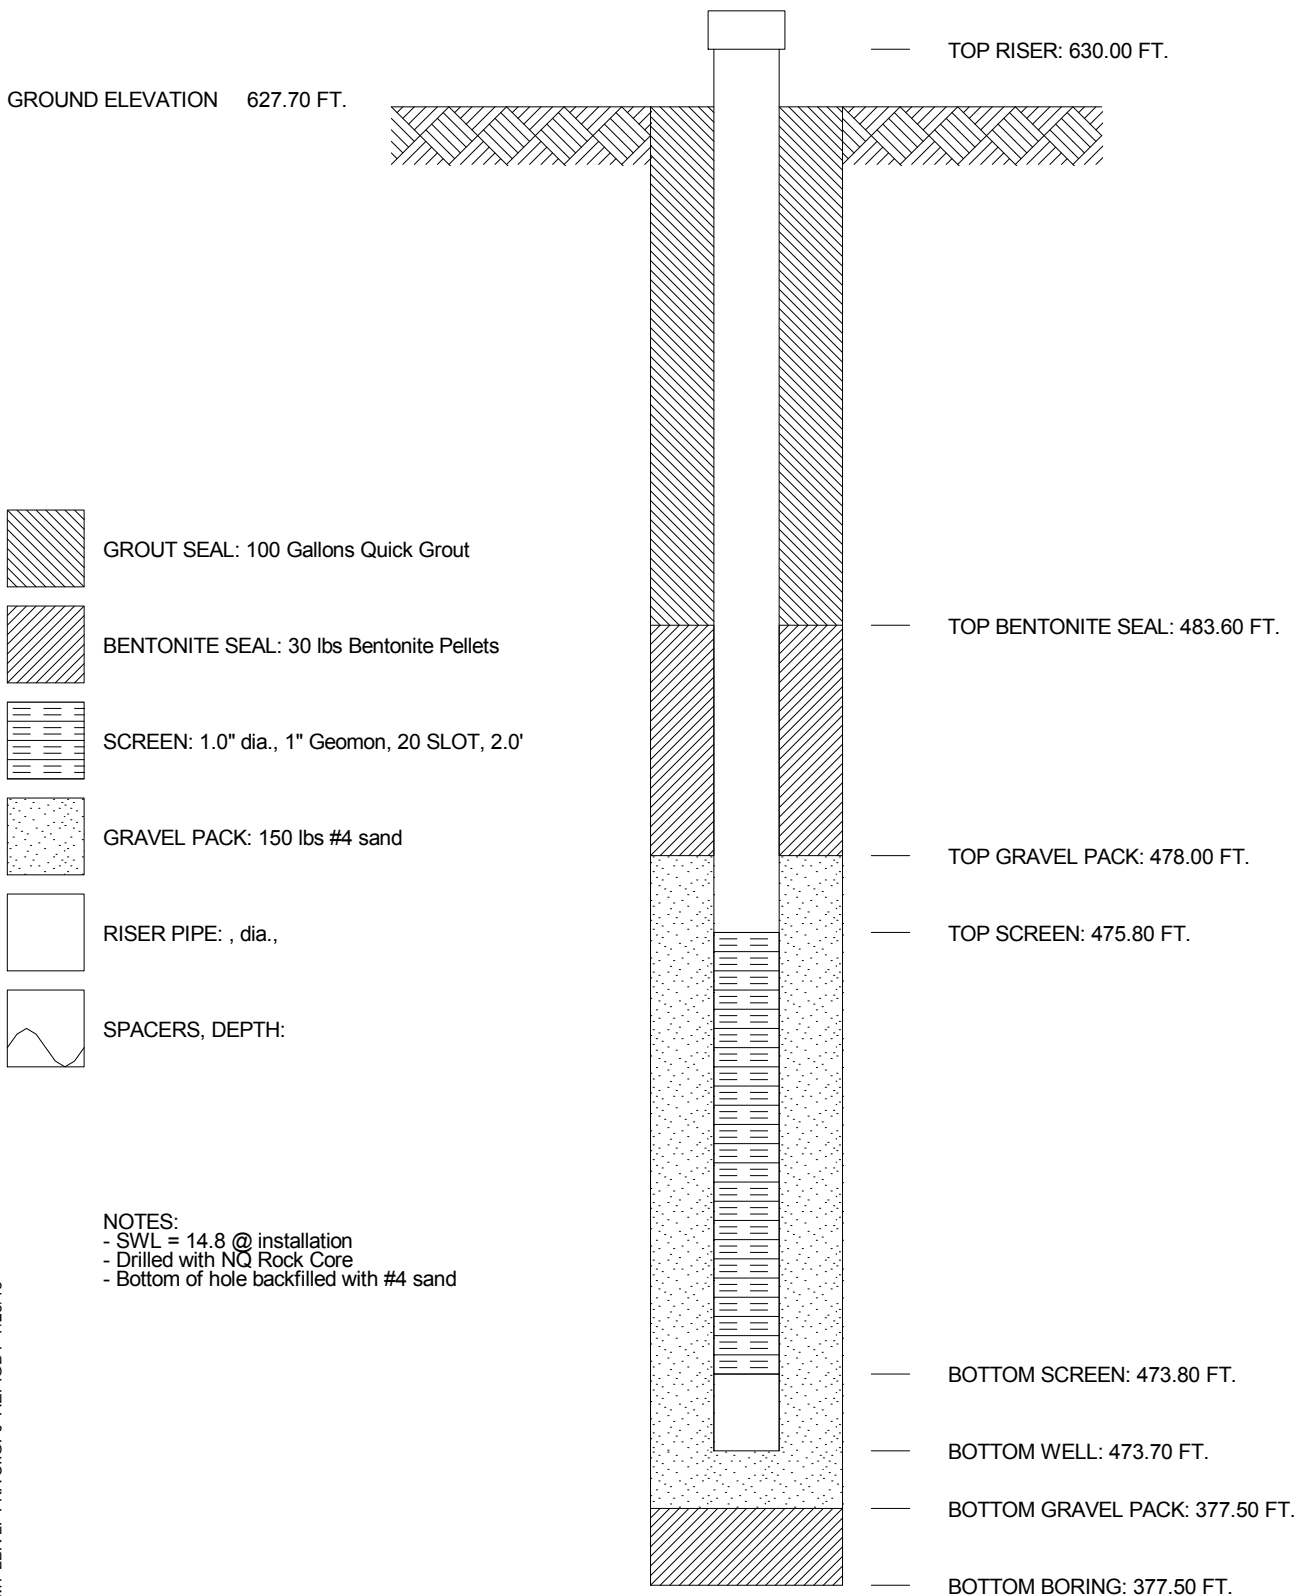 TOP RISER: 630.00 FT.
GROUND ELEVATION 627.70 FT.
GROUT SEAL: 100 Gallons Quick Grout
TOP BENTONITE SEAL: 483.60 FT.
BENTONITE SEAL: 30 lbs Bentonite Pellets
SCREEN: 1.0" dia., 1" Geomon, 20 SLOT, 2.0'
GRAVEL PACK: 150 lbs #4 sand
TOP GRAVEL PACK: 478.00 FT.
RISER PIPE: , dia.,
TOP SCREEN: 475.80 FT.
SPACERS, DEPTH:
NOTES:
- SWL = 14.8 @ installation
- Drilled with NQ Rock Core
- Bottom of hole backfilled with #4 sand
BOTTOM SCREEN: 473.80 FT.
BOTTOM WELL: 473.70 FT.
BOTTOM GRAVEL PACK: 377.50 FT.
BOTTOM BORING: 377.50 FT.